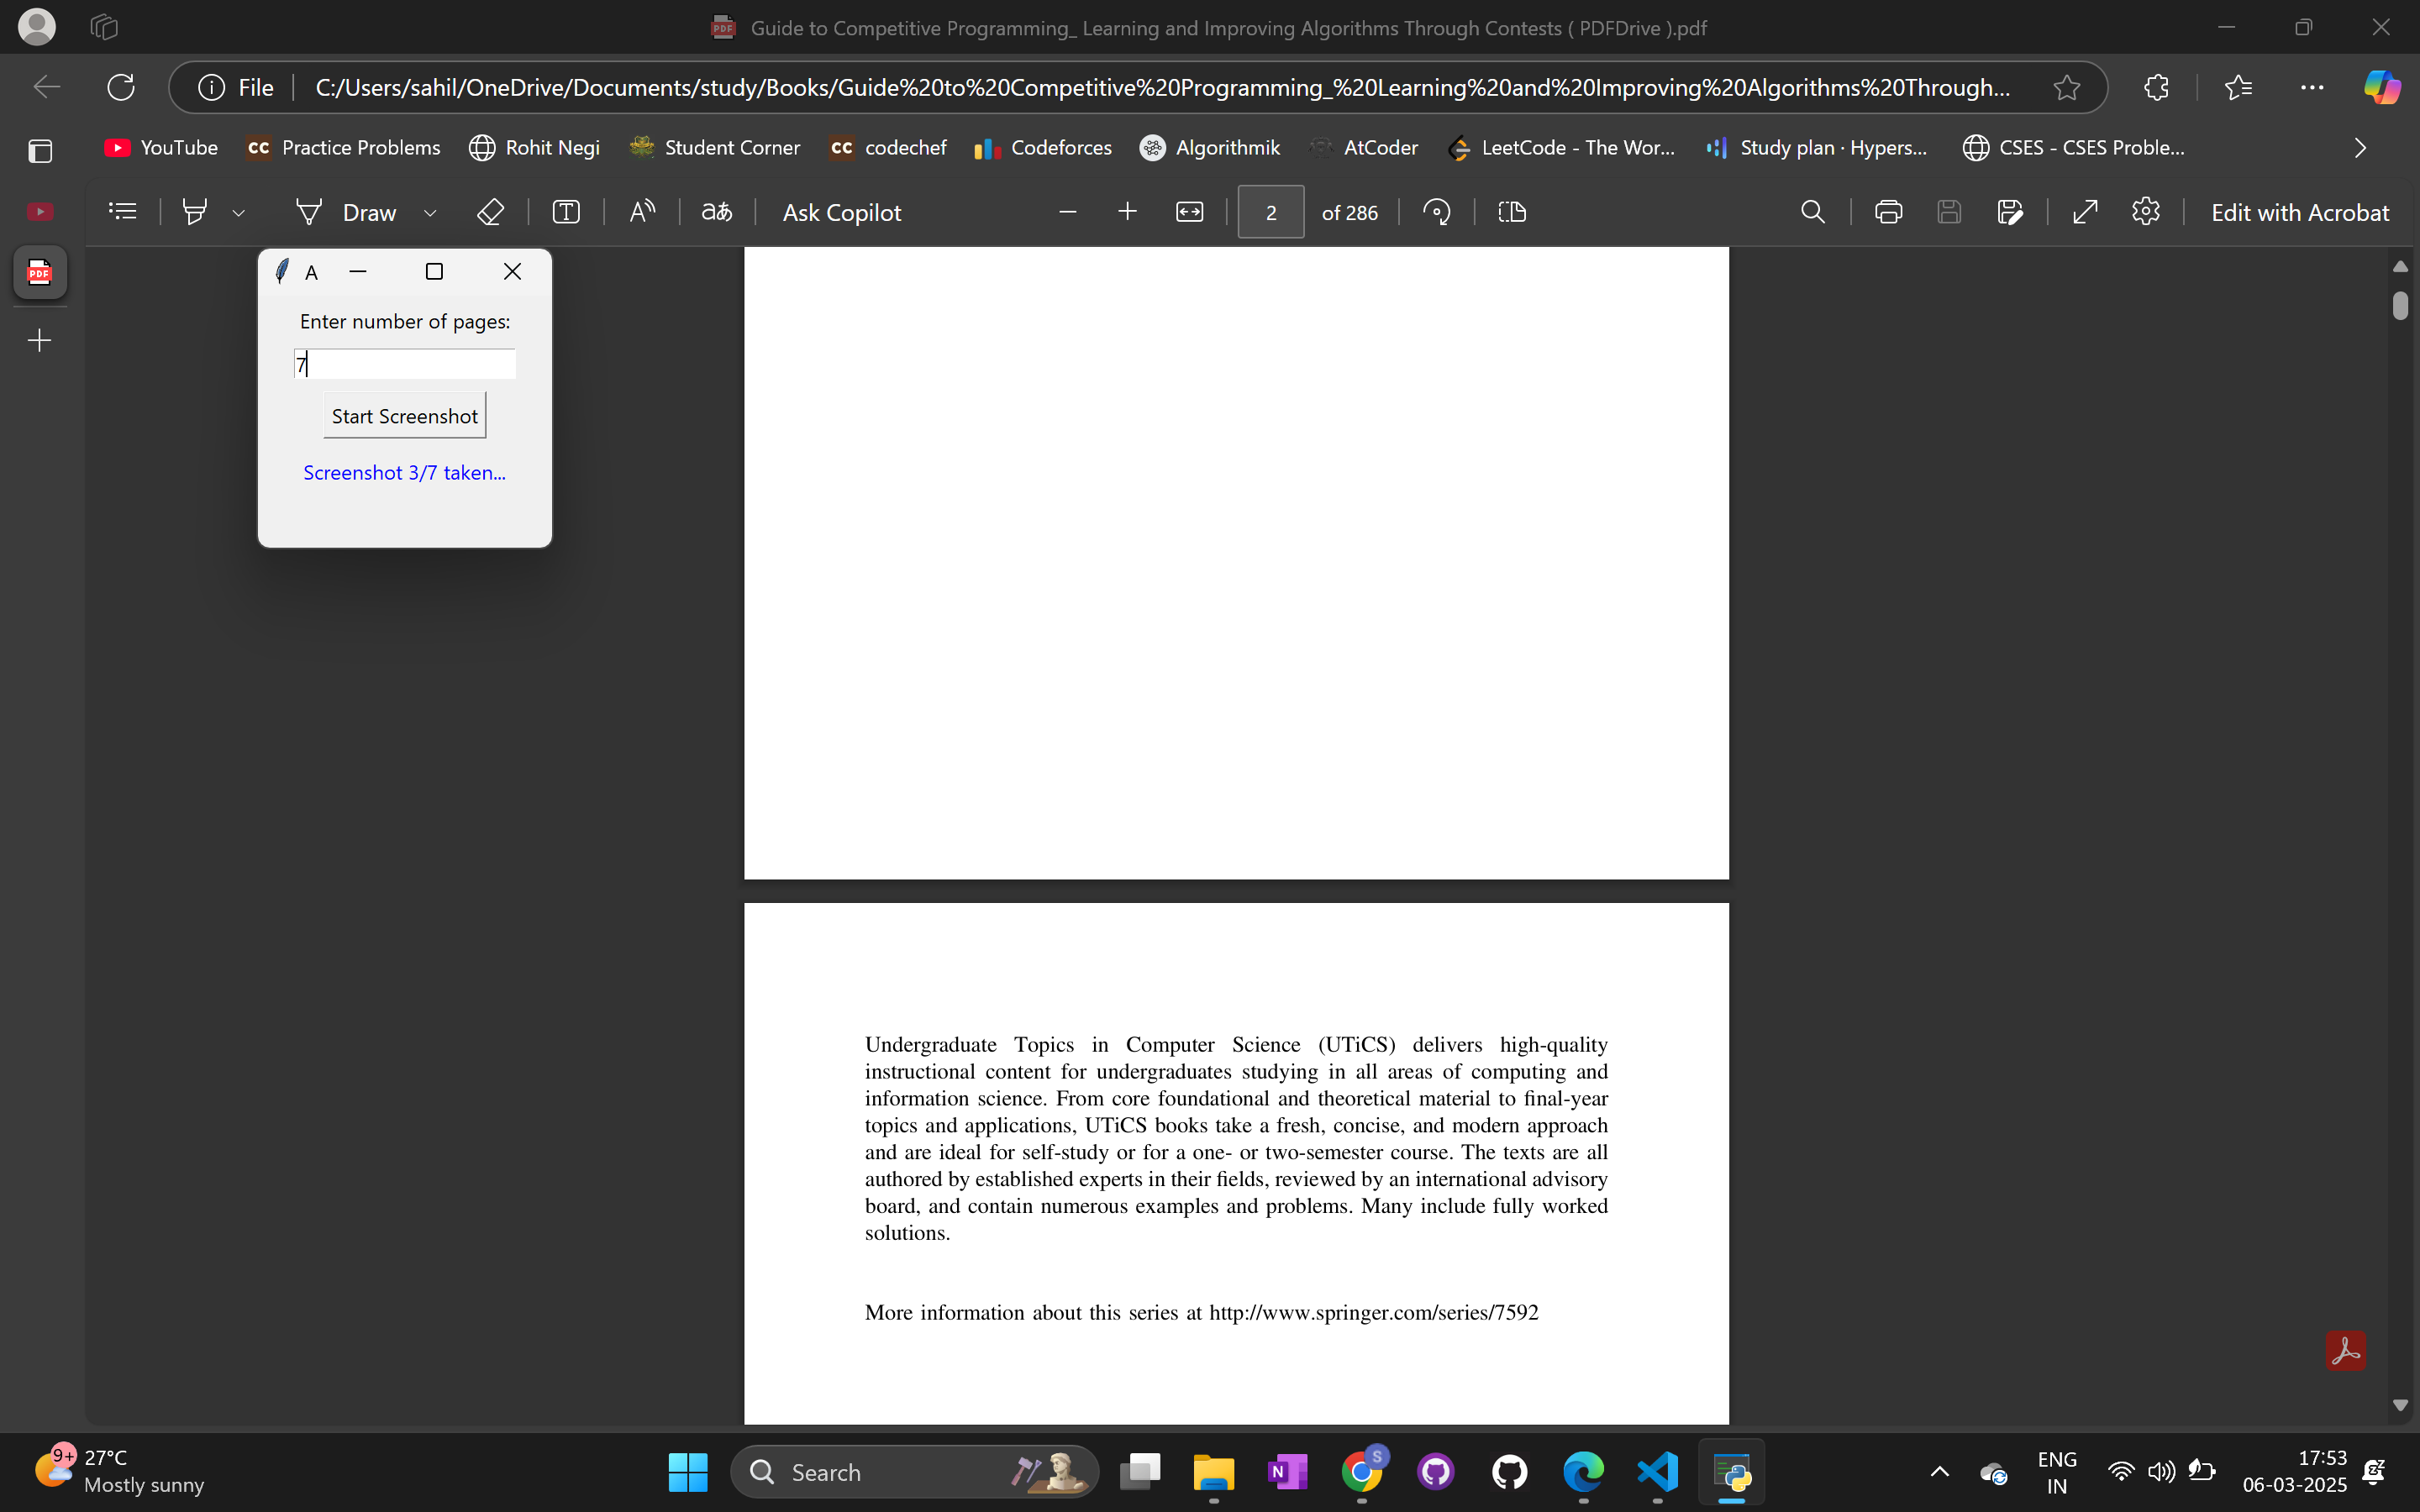 Guide to Competitive Programming_ Learning and Improving Algorithms Through Contests ( PDFDrive ).pdf
File
C:/Users/sahil/OneDrive/Documents/study/Books/Guide%20to%20Competitive%20Programming_%20Learning%20and%20Improving%20Algorithms%20Through...
YouTube
CC Practice Problems
Rohit Negi
Student Corner
CC codechef
Codeforces
Algorithmik
AtCoder
LeetCode - The Wor...
Study plan · Hypers...
CSES - CSES Proble...
Draw
aあ
Ask Copilot
2
of 286
Edit with Acrobat
PDF
A
Enter number of pages:
7
Start Screenshot
Screenshot 3/7 taken...
Undergraduate Topics in Computer Science (UTiCS) delivers high-quality
instructional content for undergraduates studying in all areas of computing and
information science. From core foundational and theoretical material to final-year
topics and applications, UTiCS books take a fresh, concise, and modern approach
and are ideal for self-study or for a one- or two-semester course. The texts are all
authored by established experts in their fields, reviewed by an international advisory
board, and contain numerous examples and problems. Many include fully worked
solutions.
More information about this series at http://www.springer.com/series/7592
9+
27°C
Mostly sunny
Search
N
S
ENG
IN
17:53
06-03-2025